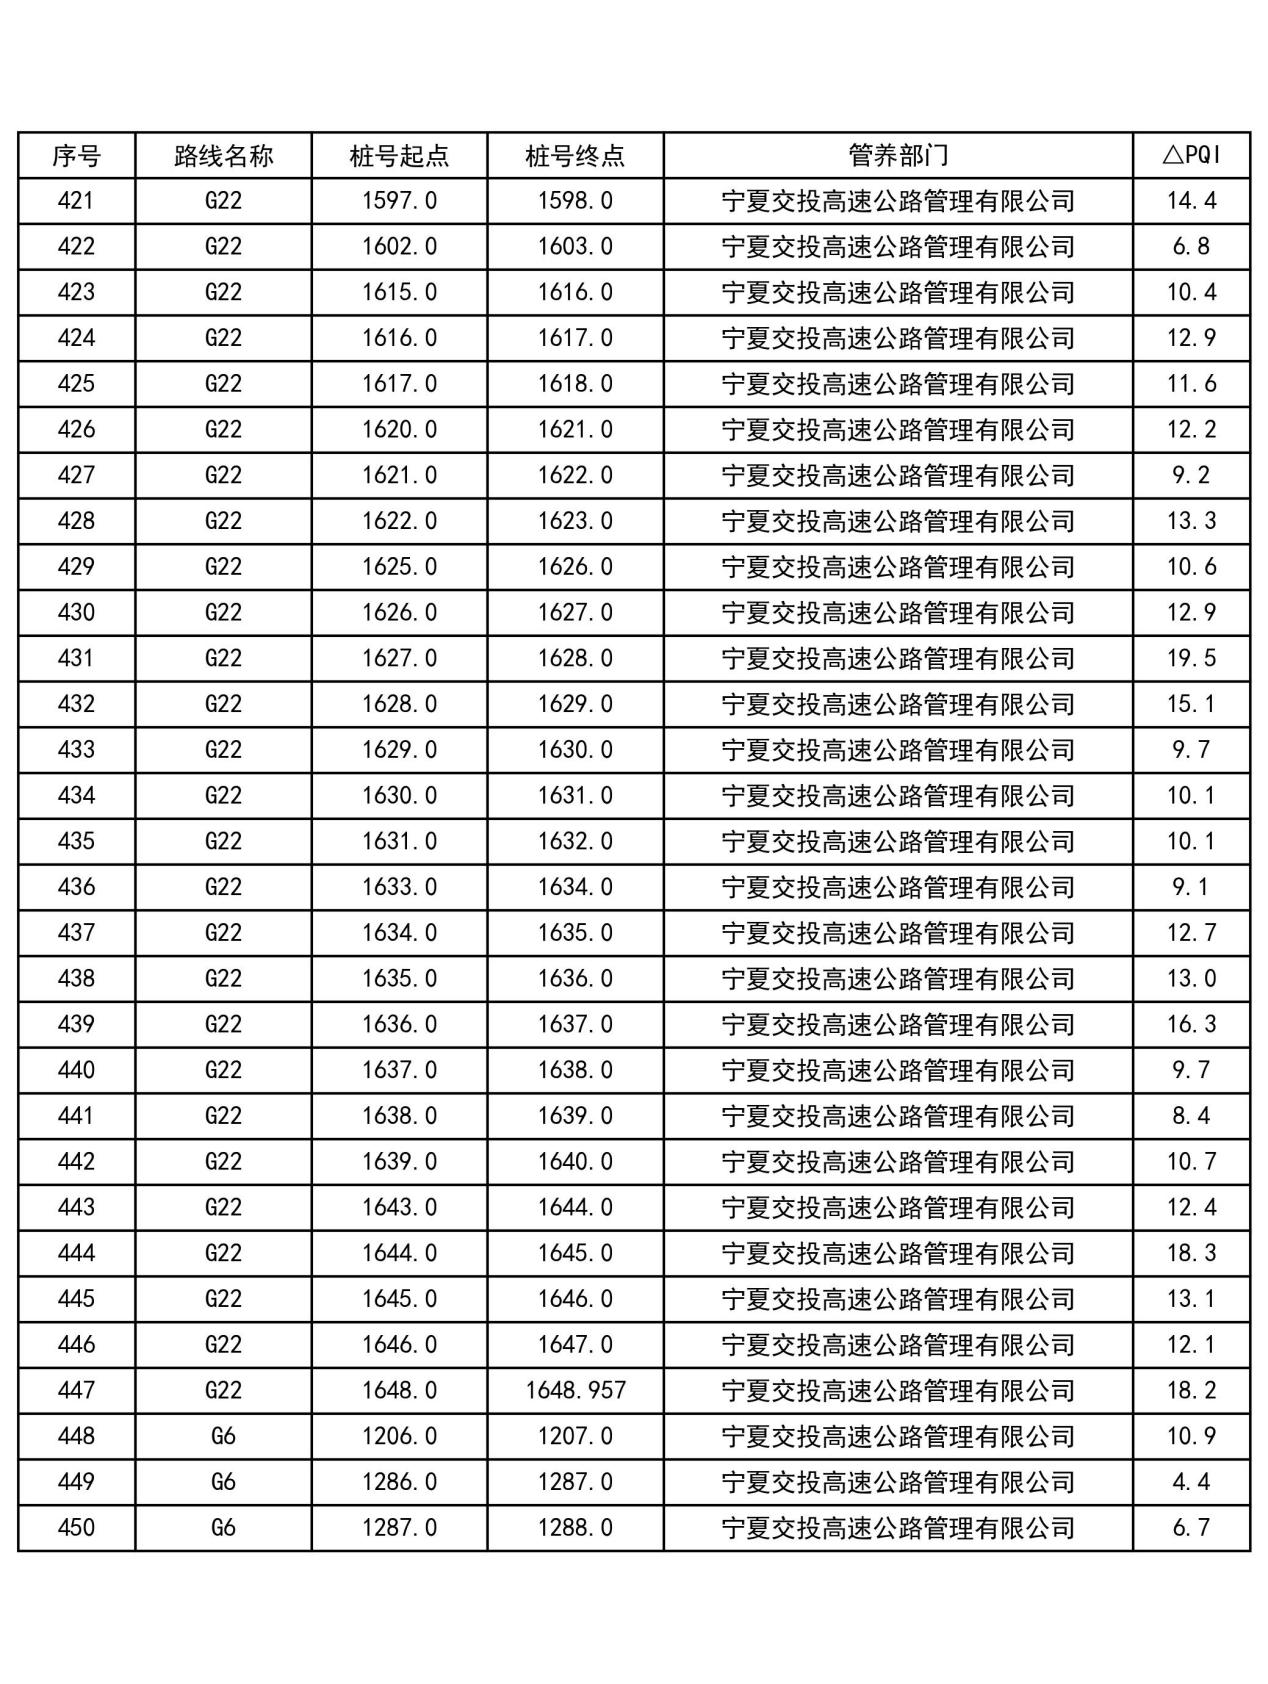 序号 路线名称 桩号起点 桩号终点 管养部门 △PQI
421 G22 1597.0 1598.0 宁夏交投高速公路管理有限公司 14.4
422 G22 1602.0 1603.0 宁夏交投高速公路管理有限公司 6.8
423 G22 1615.0 1616.0 宁夏交投高速公路管理有限公司 10.4
424 G22 1616.0 1617.0 宁夏交投高速公路管理有限公司 12.9
425 G22 1617.0 1618.0 宁夏交投高速公路管理有限公司 11.6
426 G22 1620.0 1621.0 宁夏交投高速公路管理有限公司 12.2
427 G22 1621.0 1622.0 宁夏交投高速公路管理有限公司 9.2
428 G22 1622.0 1623.0 宁夏交投高速公路管理有限公司 13.3
429 G22 1625.0 1626.0 宁夏交投高速公路管理有限公司 10.6
430 G22 1626.0 1627.0 宁夏交投高速公路管理有限公司 12.9
431 G22 1627.0 1628.0 宁夏交投高速公路管理有限公司 19.5
432 G22 1628.0 1629.0 宁夏交投高速公路管理有限公司 15.1
433 G22 1629.0 1630.0 宁夏交投高速公路管理有限公司 9.7
434 G22 1630.0 1631.0 宁夏交投高速公路管理有限公司 10.1
435 G22 1631.0 1632.0 宁夏交投高速公路管理有限公司 10.1
436 G22 1633.0 1634.0 宁夏交投高速公路管理有限公司 9.1
437 G22 1634.0 1635.0 宁夏交投高速公路管理有限公司 12.7
438 G22 1635.0 1636.0 宁夏交投高速公路管理有限公司 13.0
439 G22 1636.0 1637.0 宁夏交投高速公路管理有限公司 16.3
440 G22 1637.0 1638.0 宁夏交投高速公路管理有限公司 9.7
441 G22 1638.0 1639.0 宁夏交投高速公路管理有限公司 8.4
442 G22 1639.0 1640.0 宁夏交投高速公路管理有限公司 10.7
443 G22 1643.0 1644.0 宁夏交投高速公路管理有限公司 12.4
444 G22 1644.0 1645.0 宁夏交投高速公路管理有限公司 18.3
445 G22 1645.0 1646.0 宁夏交投高速公路管理有限公司 13.1
446 G22 1646.0 1647.0 宁夏交投高速公路管理有限公司 12.1
447 G22 1648.0 1648.957 宁夏交投高速公路管理有限公司 18.2
448 G6 1206.0 1207.0 宁夏交投高速公路管理有限公司 10.9
449 G6 1286.0 1287.0 宁夏交投高速公路管理有限公司 4.4
450 G6 1287.0 1288.0 宁夏交投高速公路管理有限公司 6.7